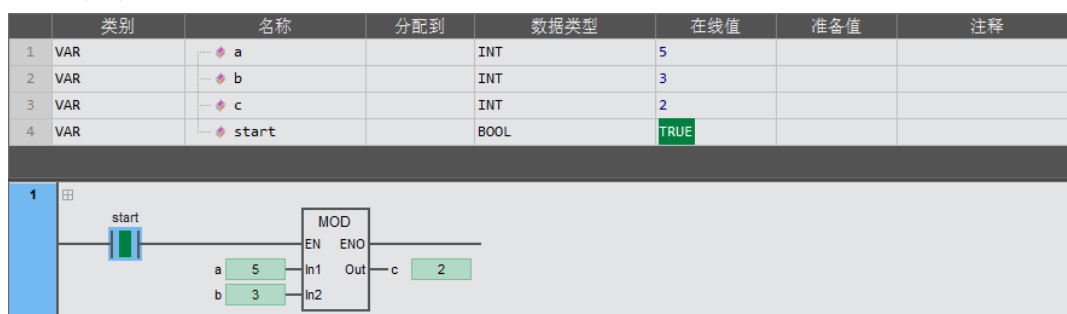 类别 名称 分配到 数据类型 在线值 准备值 注释
1 VAR a INT 5
2 VAR b INT 3
3 VAR c INT 2
4 VAR start BOOL TRUE
1
start
MOD
EN ENO
a 5 In1 Out c 2
b 3 In2